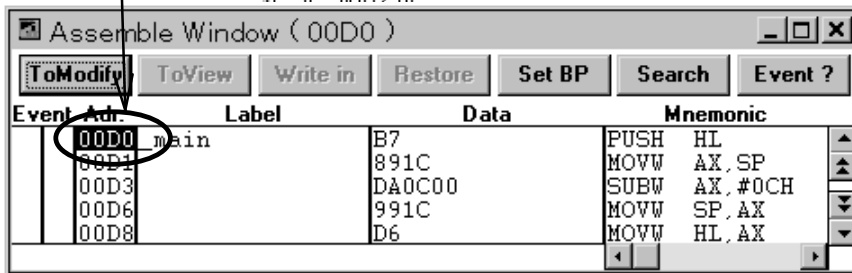 Assemble Window ( 00D0 )
ToModify ToView Write in Restore Set BP Search Event ?
Event Adr. Label Data Mnemonic
00D0 _main B7 PUSH HL
00D1 891C MOVW AX,SP
00D3 DA0C00 SUBW AX,#0CH
00D6 991C MOVW SP,AX
00D8 D6 MOVW HL,AX